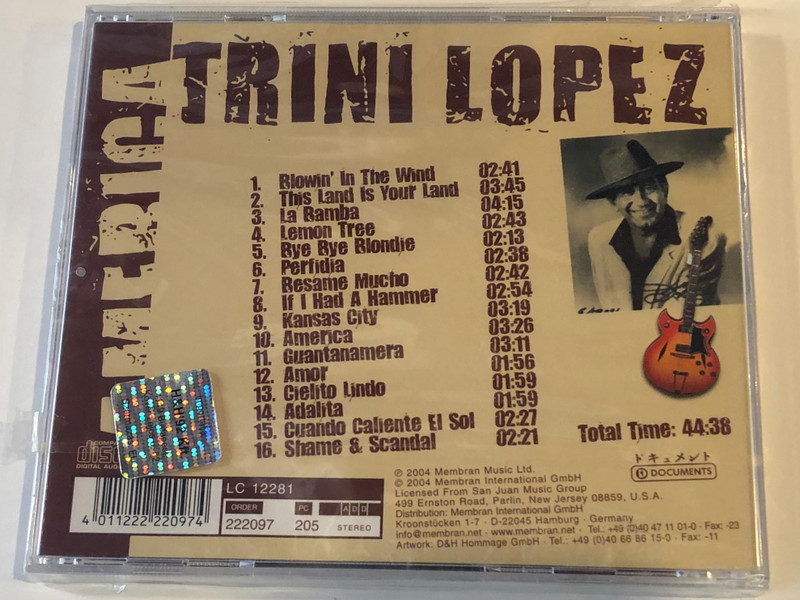 TRINI LOPEZ
AMERICA
1. Blowin' In The Wind 02:41
2. This Land Is Your Land 03:45
3. La Bamba 04:15
4. Lemon Tree 02:43
5. Bye Bye Blondie 02:13
6. Perfidia 02:38
7. Besame Mucho 02:42
8. If I Had A Hammer 02:54
9. Kansas City 03:19
10. America 03:26
11. Guantanamera 03:11
12. Amor 01:56
13. Cielito Lindo 01:59
14. Adalita 01:59
15. Cuando Caliente El Sol 02:27
16. Shame & Scandal 02:21
Total Time: 44:38
ドキュメント
DOCUMENTS
℗ 2004 Membran Music Ltd.
© 2004 Membran International GmbH
Licensed From San Juan Music Group
499 Ernston Road, Parlin, New Jersey 08859, U.S.A.
Distribution: Membran International GmbH
Kroonstücken 1-7 · D-22045 Hamburg · Germany
info@membran.net · www.membran.net · Tel.: +49 (0)40 47 11 01-0 · Fax: -23
Artwork: D&H Hommage GmbH · Tel.: +49 (0)40 68 86 15-0 · Fax: -11
DIGITAL AUDIO
4 011222 220974
LC 12281
ORDER
222097
PC
205
ADD
STEREO